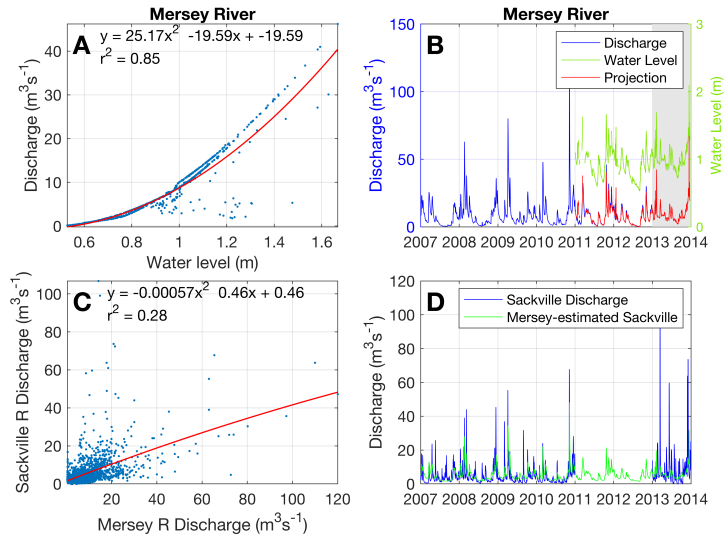 Mersey River
A
y = 25.17x2 -19.59x + -19.59
r2 = 0.85
Discharge (m3s-1)
40
30
20
10
0
0.6
0.8
1
1.2
1.4
1.6
Water level (m)
Mersey River
B
Discharge
Water Level
Projection
Discharge (m3s-1)
150
100
50
0
Water Level (m)
3
2
1
0
2007
2008
2009
2010
2011
2012
2013
2014
C
y = -0.00057x2 0.46x + 0.46
r2 = 0.28
Sackville R Discharge (m3s-1)
100
80
60
40
20
0
20
40
60
80
100
120
Mersey R Discharge (m3s-1)
D
Sackville Discharge
Mersey-estimated Sackville
Discharge (m3s-1)
120
100
80
60
40
20
0
2007
2008
2009
2010
2011
2012
2013
2014